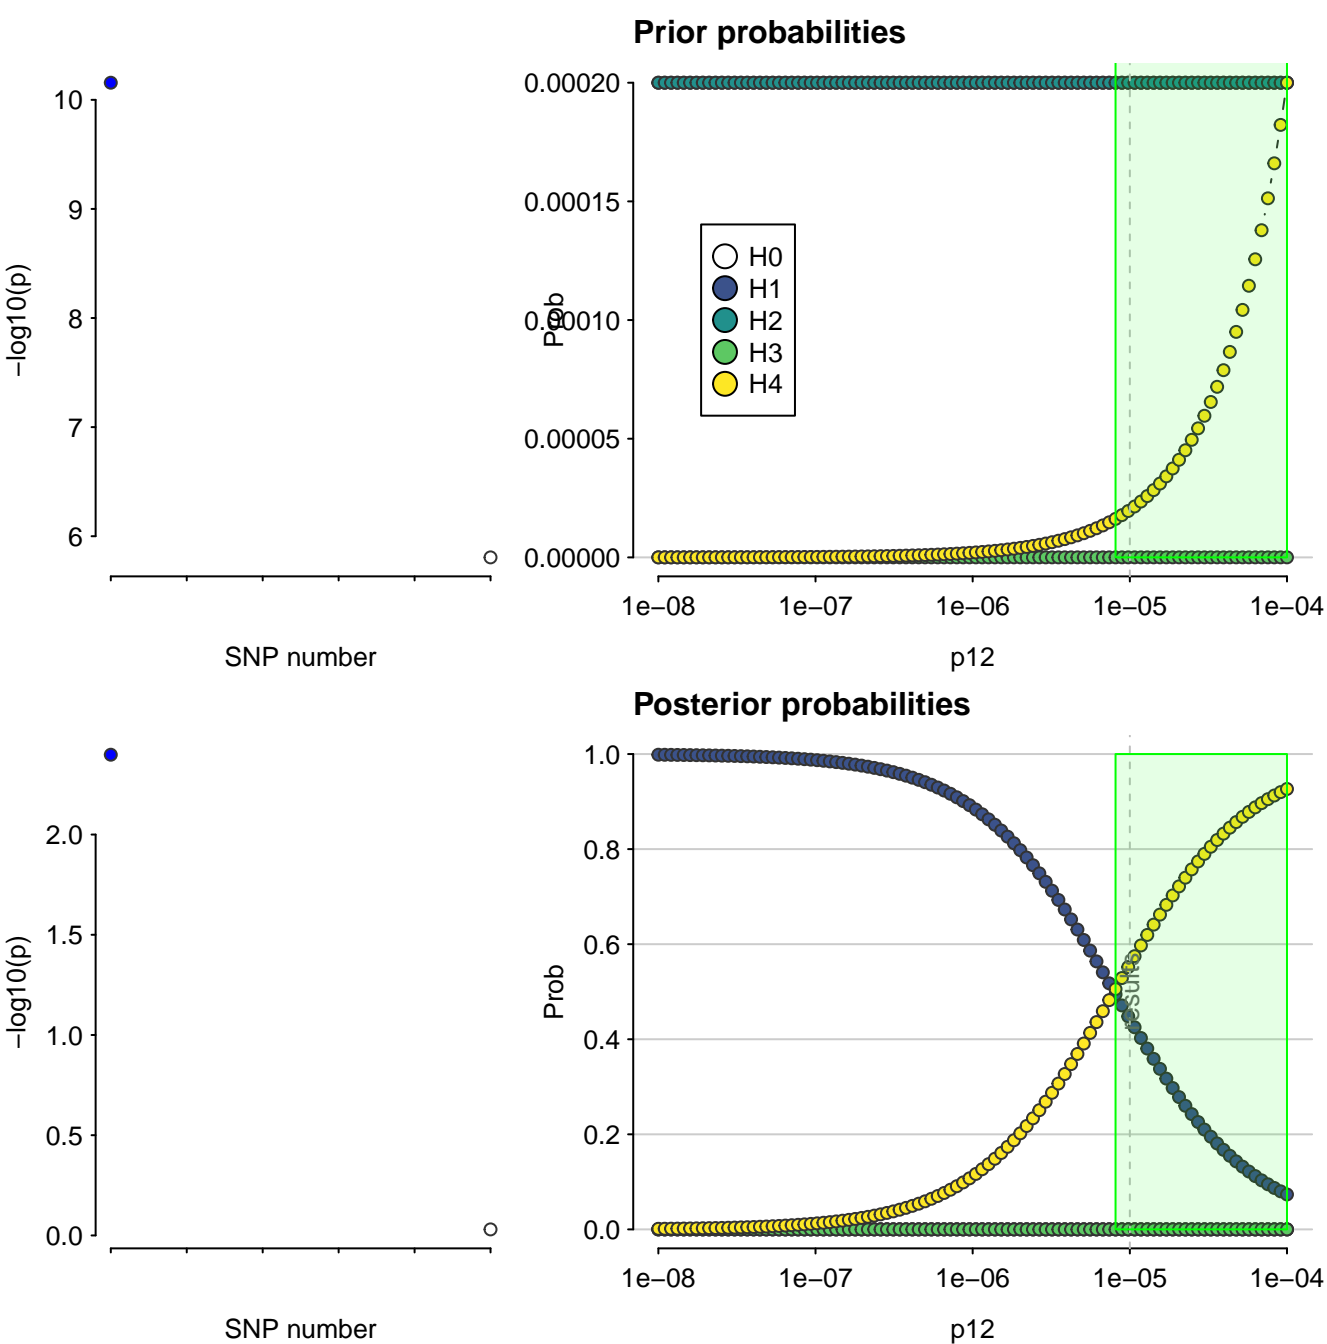 −log10(p)
10
9
8
7
6
SNP number
Prior probabilities
Prob
0.00020
0.00015
0.00010
0.00005
0.00000
H0
H1
H2
H3
H4
1e−08
1e−07
1e−06
1e−05
1e−04
p12
−log10(p)
2.0
1.5
1.0
0.5
0.0
SNP number
Posterior probabilities
Prob
1.0
0.8
0.6
0.4
0.2
0.0
results
1e−08
1e−07
1e−06
1e−05
1e−04
p12